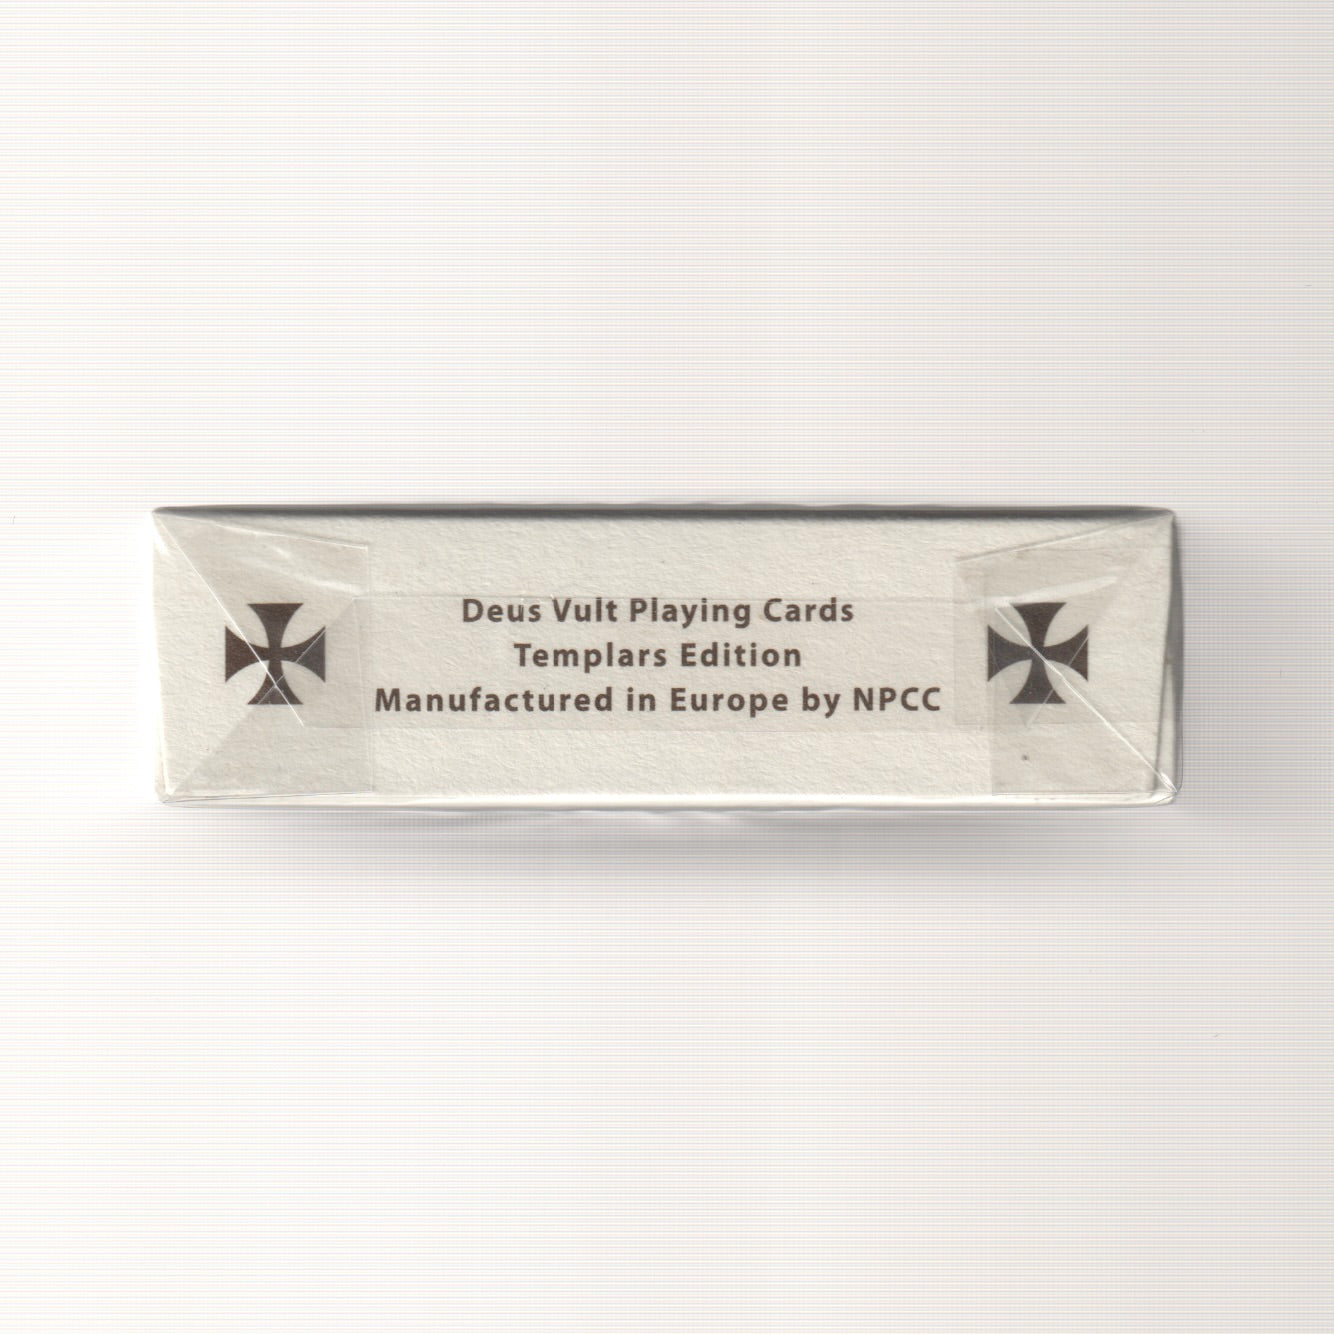 Deus Vult Playing Cards
Templars Edition
Manufactured in Europe by NPCC